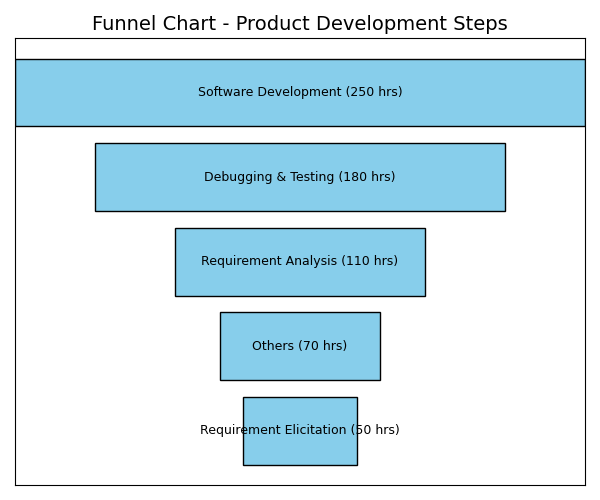 Funnel Chart - Product Development Steps
Software Development (250 hrs)
Debugging & Testing (180 hrs)
Requirement Analysis (110 hrs)
Others (70 hrs)
Requirement Elicitation (50 hrs)